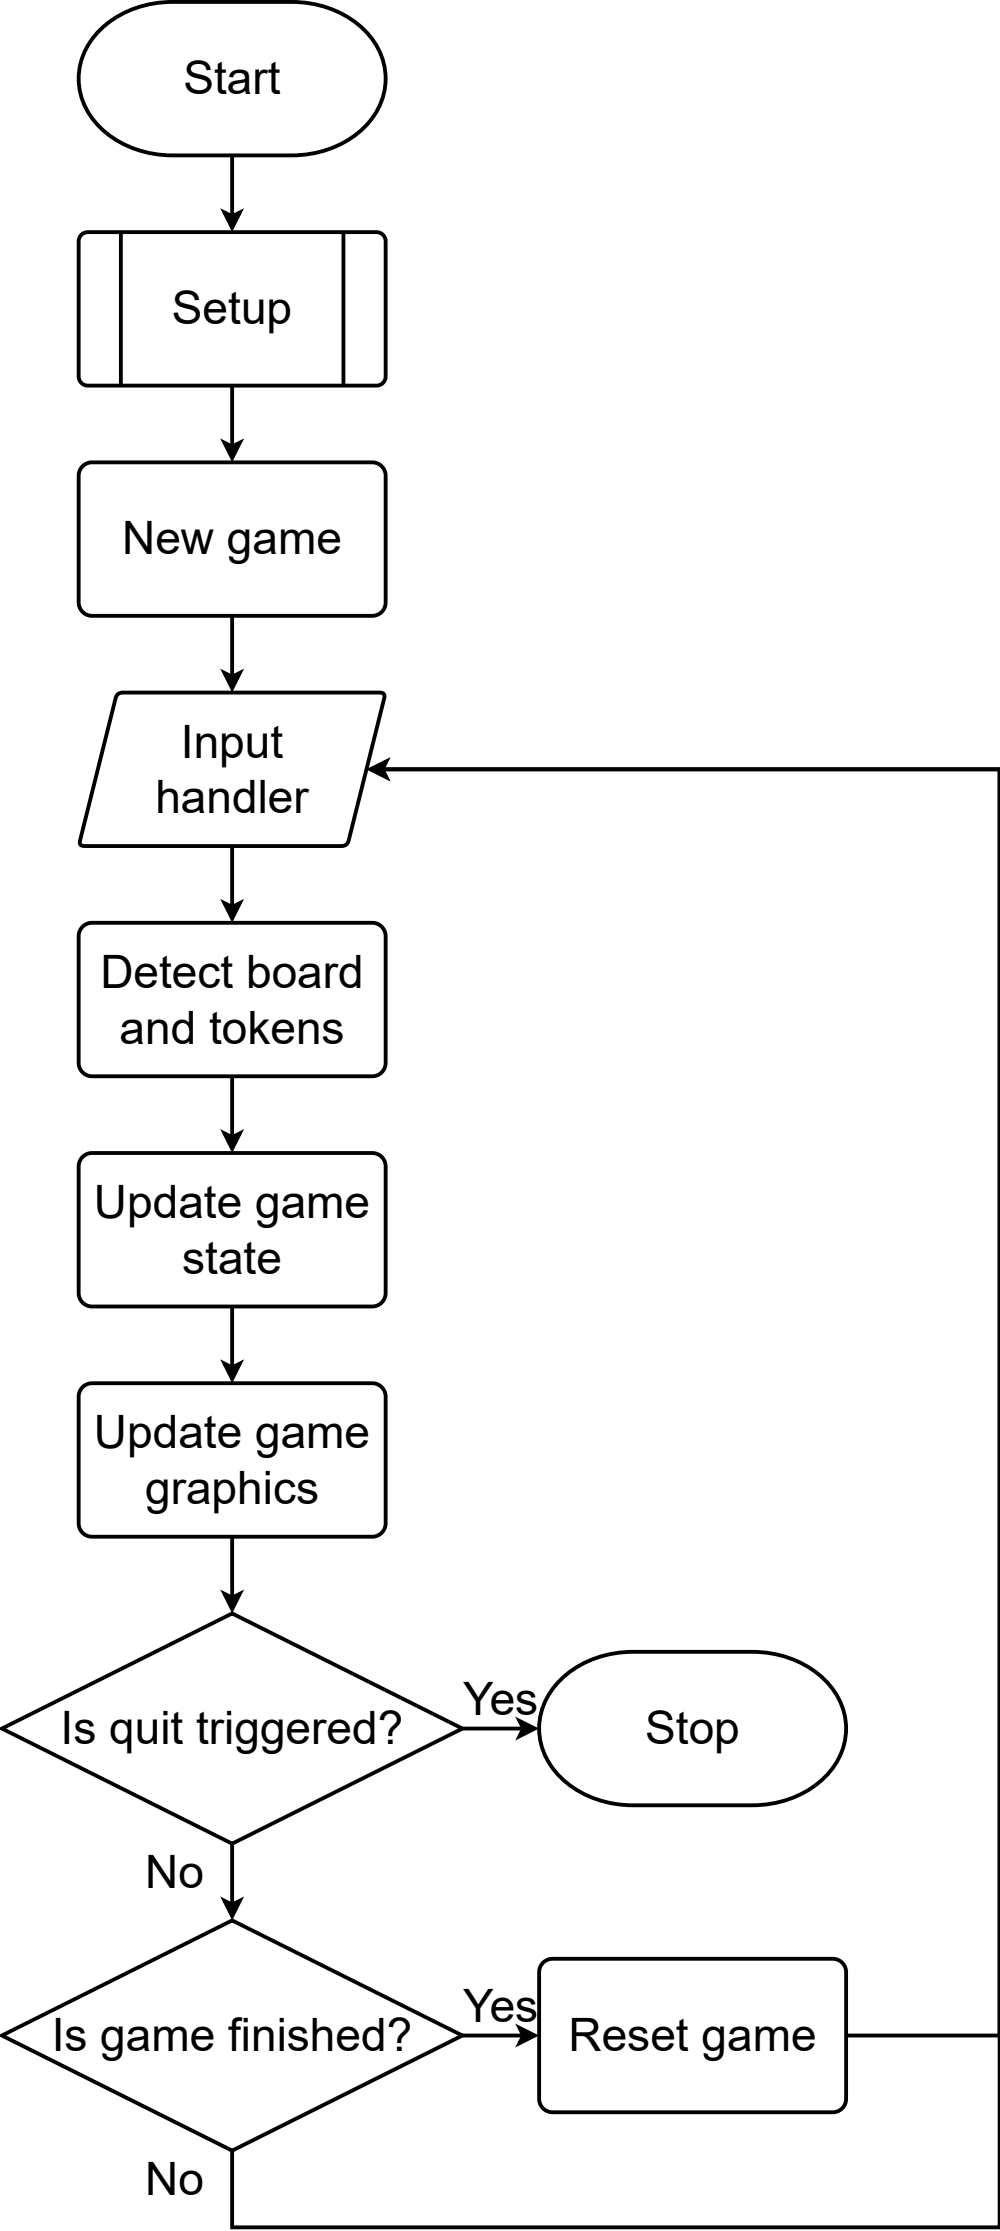 Start
Setup
New game
Input
handler
Detect board
and tokens
Update game
state
Update game
graphics
Is quit triggered?
Yes
Stop
No
Is game finished?
Yes
Reset game
No